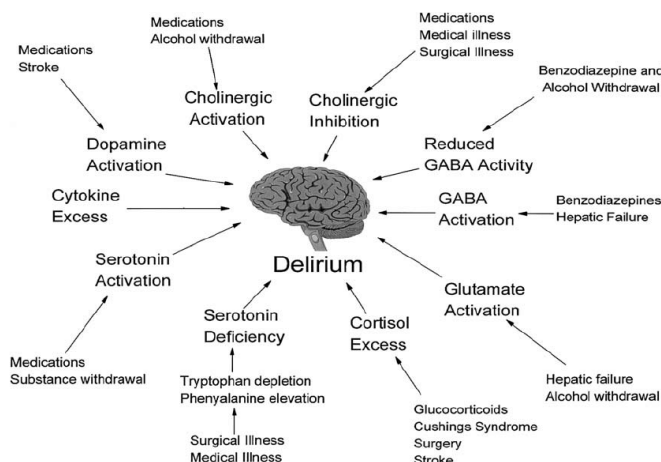 Medications
Alcohol withdrawal
Cholinergic
Activation
Medications
Medical illness
Surgical Illness
Cholinergic
Inhibition
Medications
Stroke
Dopamine
Activation
Benzodiazepine and
Alcohol Withdrawal
Reduced
GABA Activity
Cytokine
Excess
GABA
Activation
Benzodiazepines
Hepatic Failure
Serotonin
Activation
Medications
Substance withdrawal
Delirium
Glutamate
Activation
Hepatic failure
Alcohol withdrawal
Serotonin
Deficiency
Tryptophan depletion
Phenyalanine elevation
Surgical Illness
Medical Illness
Cortisol
Excess
Glucocorticoids
Cushings Syndrome
Surgery
Stroke